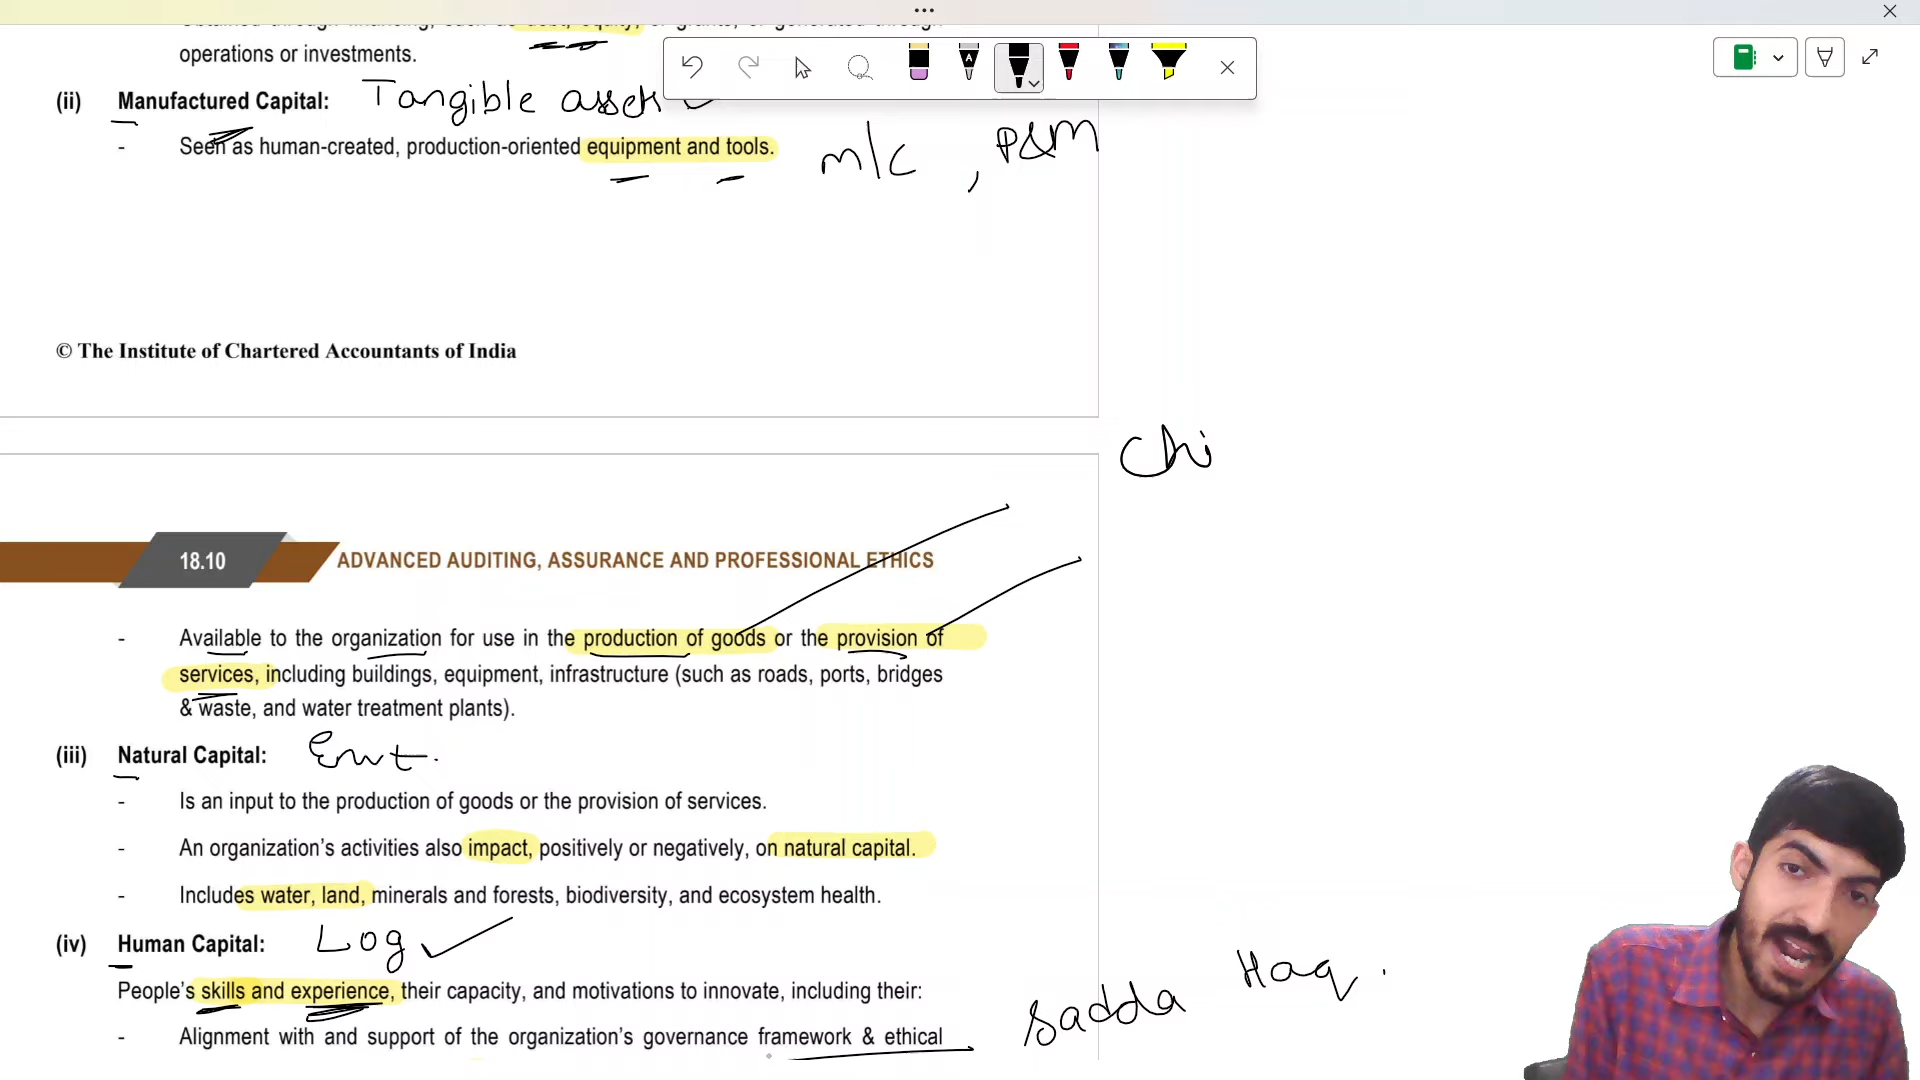 operations or investments.
(ii) Manufactured Capital: Tangible assets
- Seen as human-created, production-oriented equipment and tools. m/c , P&M
© The Institute of Chartered Accountants of India
Chi
18.10 ADVANCED AUDITING, ASSURANCE AND PROFESSIONAL ETHICS
- Available to the organization for use in the production of goods or the provision of
services, including buildings, equipment, infrastructure (such as roads, ports, bridges
& waste, and water treatment plants).
(iii) Natural Capital: Envt.
- Is an input to the production of goods or the provision of services.
- An organization's activities also impact, positively or negatively, on natural capital.
- Includes water, land, minerals and forests, biodiversity, and ecosystem health.
(iv) Human Capital: Log
People's skills and experience, their capacity, and motivations to innovate, including their:
Sadda Haq.
- Alignment with and support of the organization's governance framework & ethical